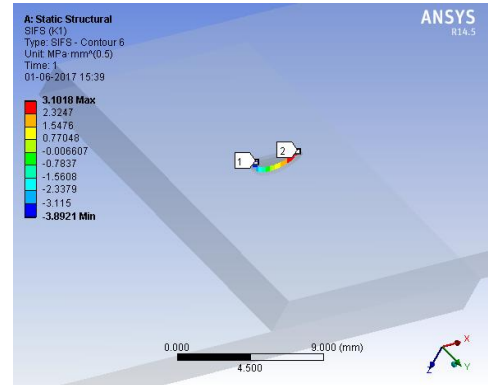 A: Static Structural
SIFS (K1)
Type: SIFS - Contour 6
Unit: MPa·mm^(0.5)
Time: 1
01-06-2017 15:39
3.1018 Max
2.3247
1.5476
0.77048
-0.006607
-0.7837
-1.5608
-2.3379
-3.115
-3.8921 Min
ANSYS
R14.5
1
2
0.000
9.000 (mm)
4.500
X
Y
Z